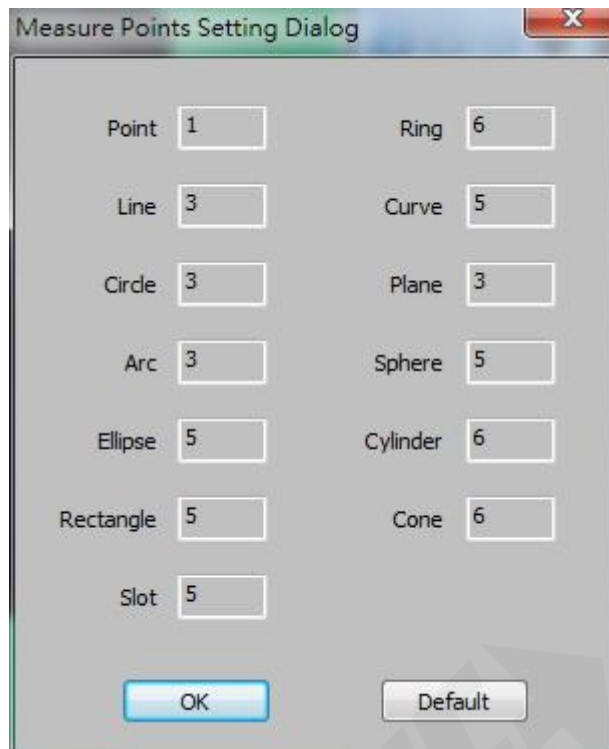 Measure Points Setting Dialog
Point 1 Ring 6
Line 3 Curve 5
Circle 3 Plane 3
Arc 3 Sphere 5
Ellipse 5 Cylinder 6
Rectangle 5 Cone 6
Slot 5
OK Default